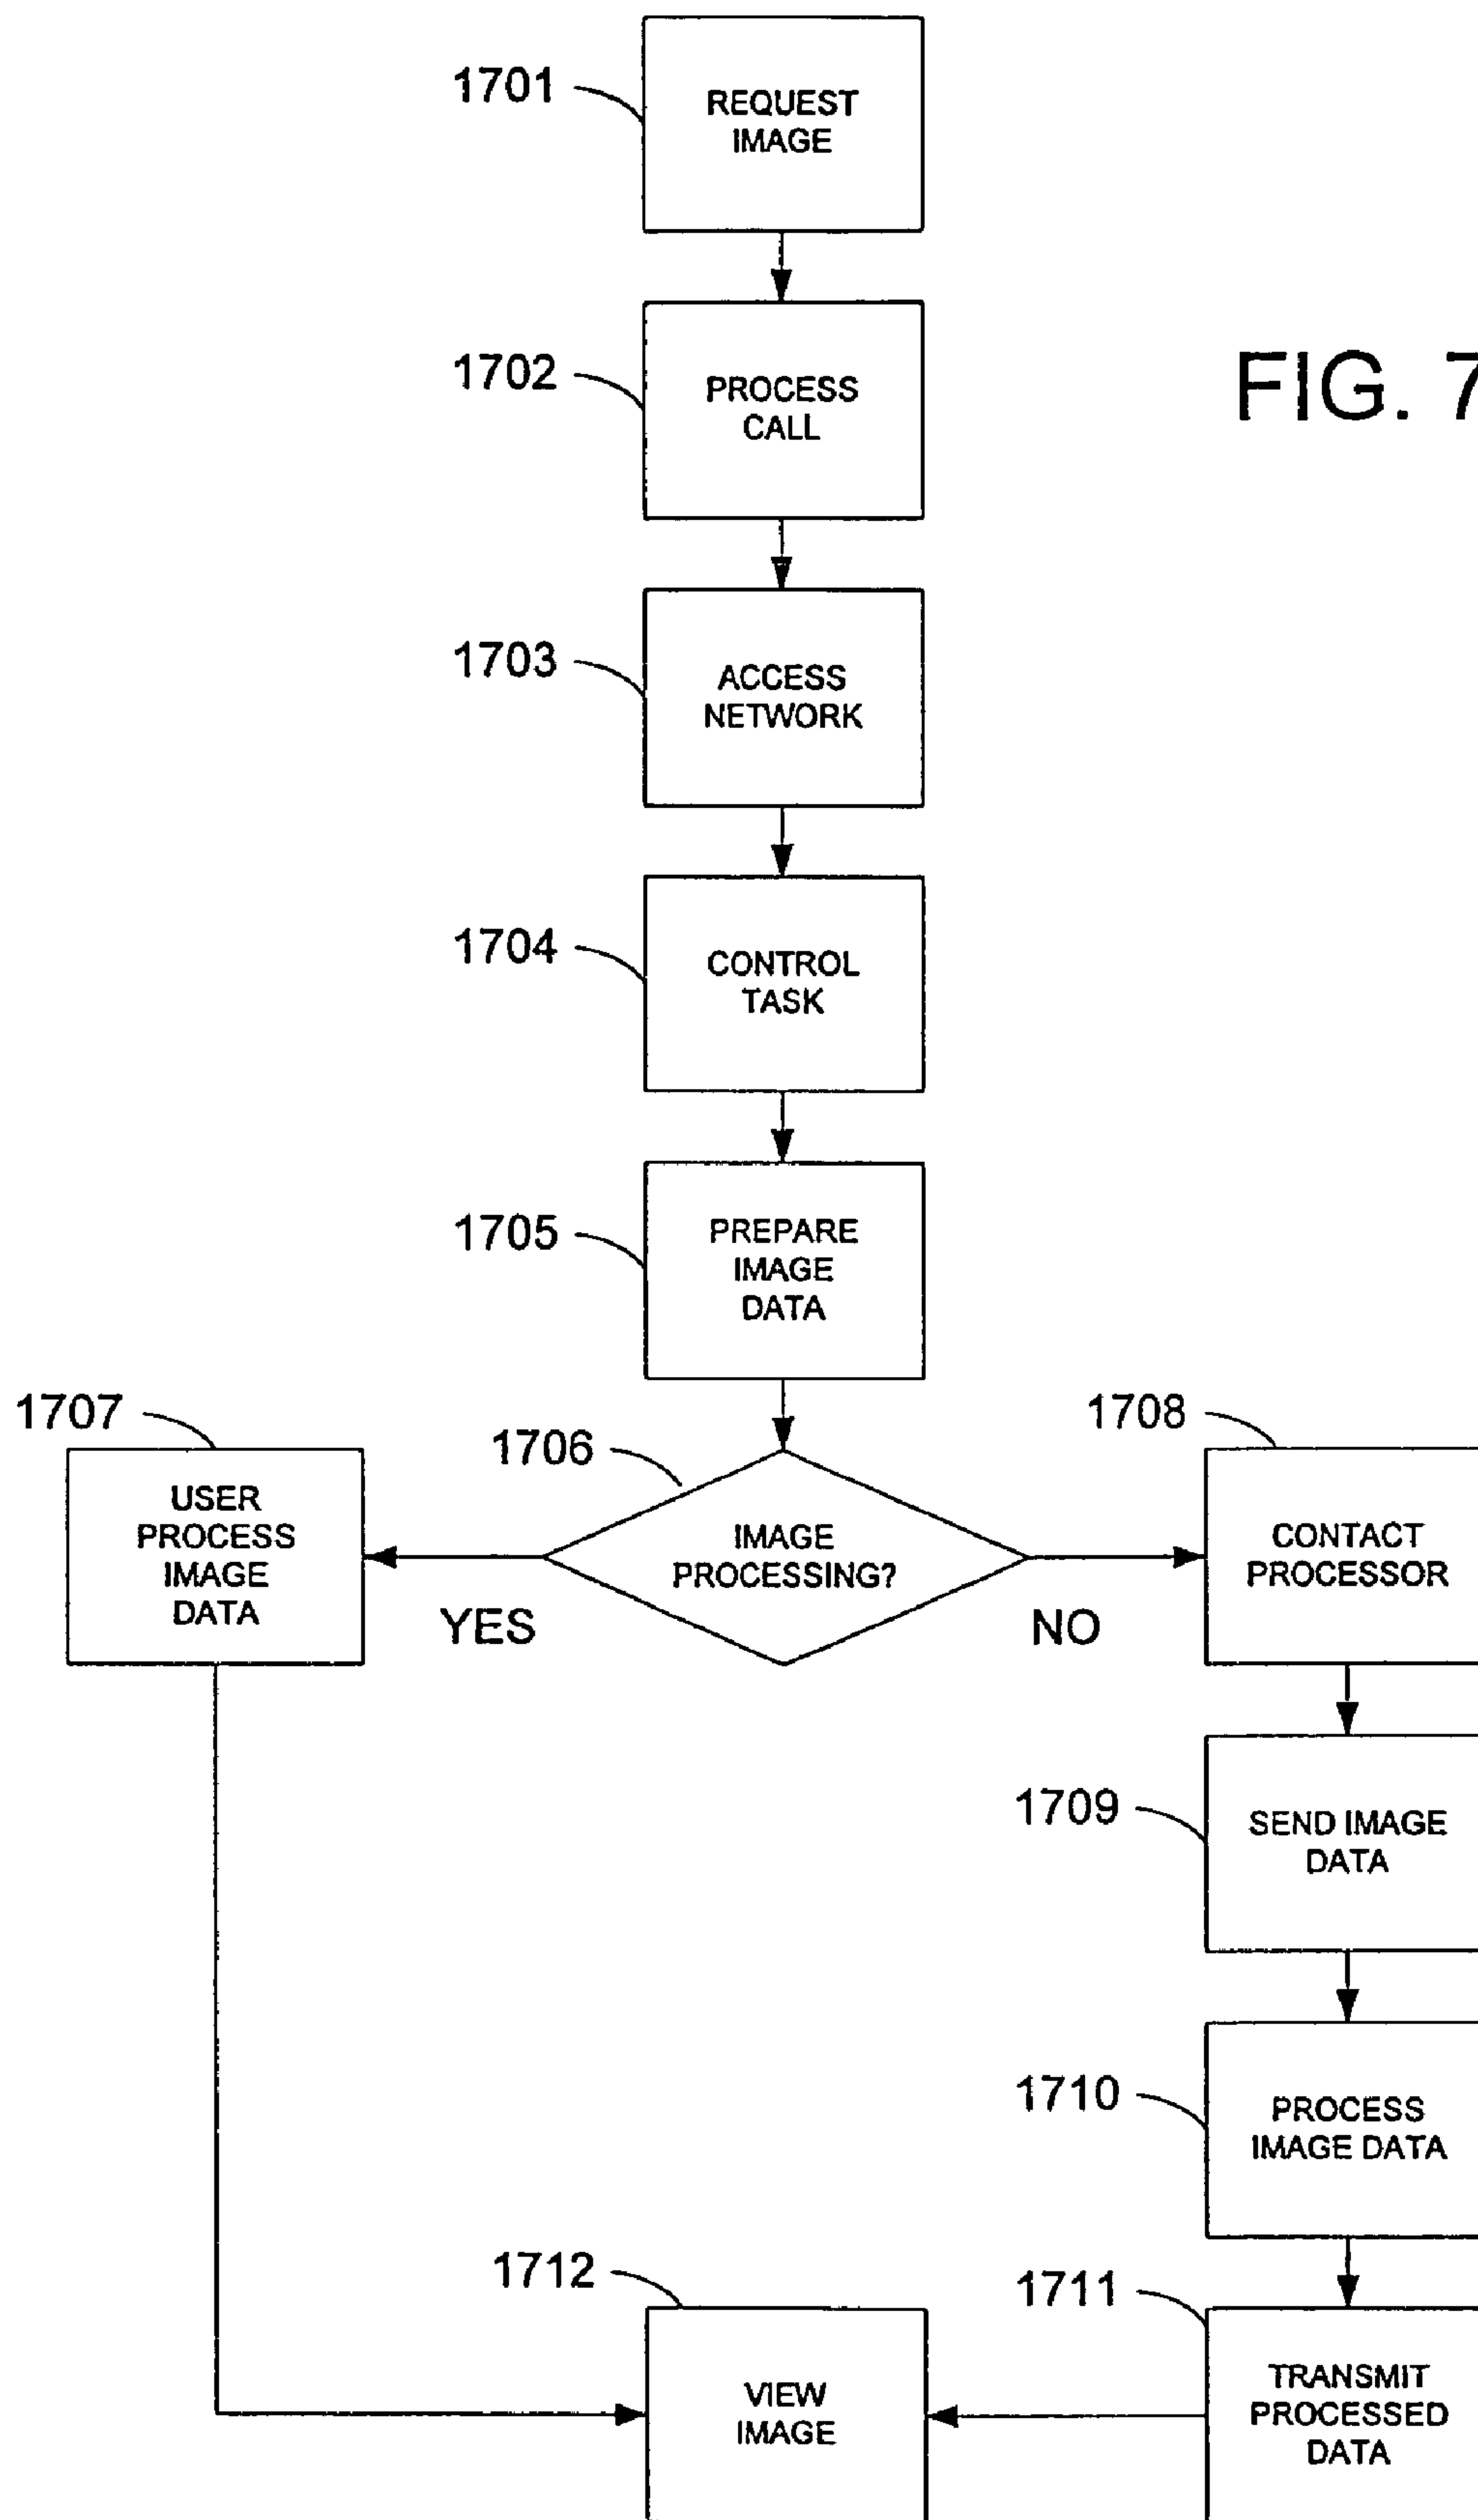 1701
REQUEST
IMAGE
1702
PROCESS
CALL
FIG. 7
1703
ACCESS
NETWORK
1704
CONTROL
TASK
1705
PREPARE
IMAGE
DATA
1707
USER
PROCESS
IMAGE
DATA
1706
IMAGE
PROCESSING?
YES
NO
1708
CONTACT
PROCESSOR
1709
SEND IMAGE
DATA
1710
PROCESS
IMAGE DATA
1712
VIEW
IMAGE
1711
TRANSMIT
PROCESSED
DATA